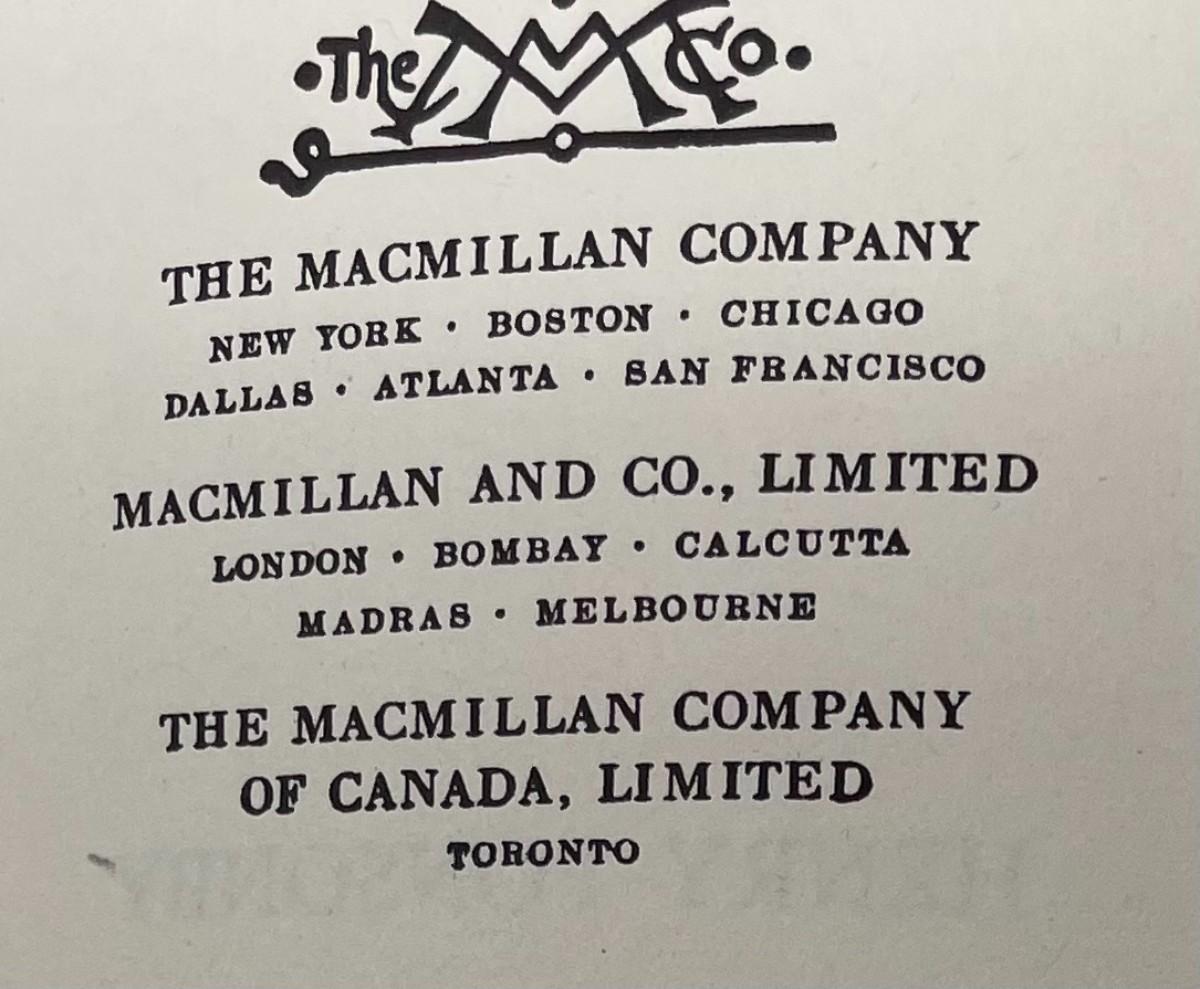 The M Co.
THE MACMILLAN COMPANY
NEW YORK · BOSTON · CHICAGO
DALLAS · ATLANTA · SAN FRANCISCO
MACMILLAN AND CO., LIMITED
LONDON · BOMBAY · CALCUTTA
MADRAS · MELBOURNE
THE MACMILLAN COMPANY
OF CANADA, LIMITED
TORONTO